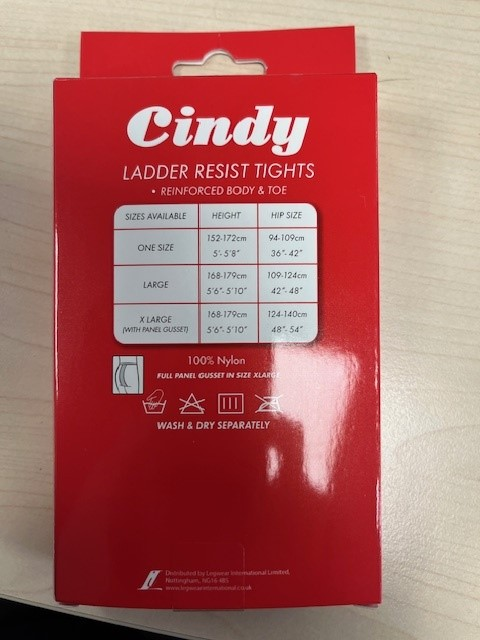 Cindy
LADDER RESIST TIGHTS
• REINFORCED BODY & TOE
SIZES AVAILABLE HEIGHT HIP SIZE
ONE SIZE 152-172cm 94-109cm
5'- 5'8" 36"- 42"
LARGE 168-179cm 109-124cm
5'6"- 5'10" 42"- 48"
X LARGE 168-179cm 124-140cm
(WITH PANEL GUSSET) 5'6"- 5'10" 48"- 54"
100% Nylon
FULL PANEL GUSSET IN SIZE XLARGE
WASH & DRY SEPARATELY
Distributed by Legwear International Limited,
Nottingham, NG16 4BS
www.legwearinternational.co.uk